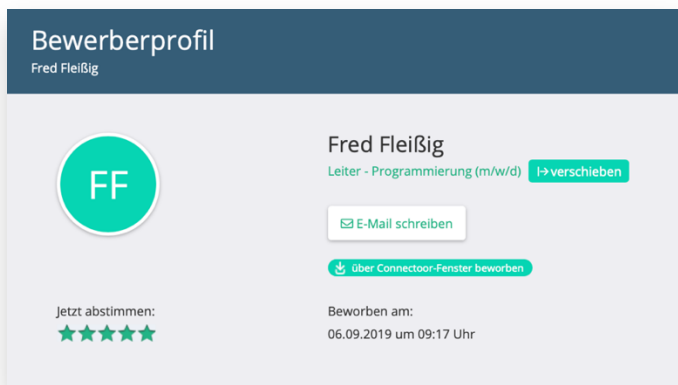 Bewerberprofil
Fred Fleißig
FF
Fred Fleißig
Leiter - Programmierung (m/w/d) verschieben
E-Mail schreiben
über Connectoor-Fenster beworben
Jetzt abstimmen:
Beworben am:
06.09.2019 um 09:17 Uhr